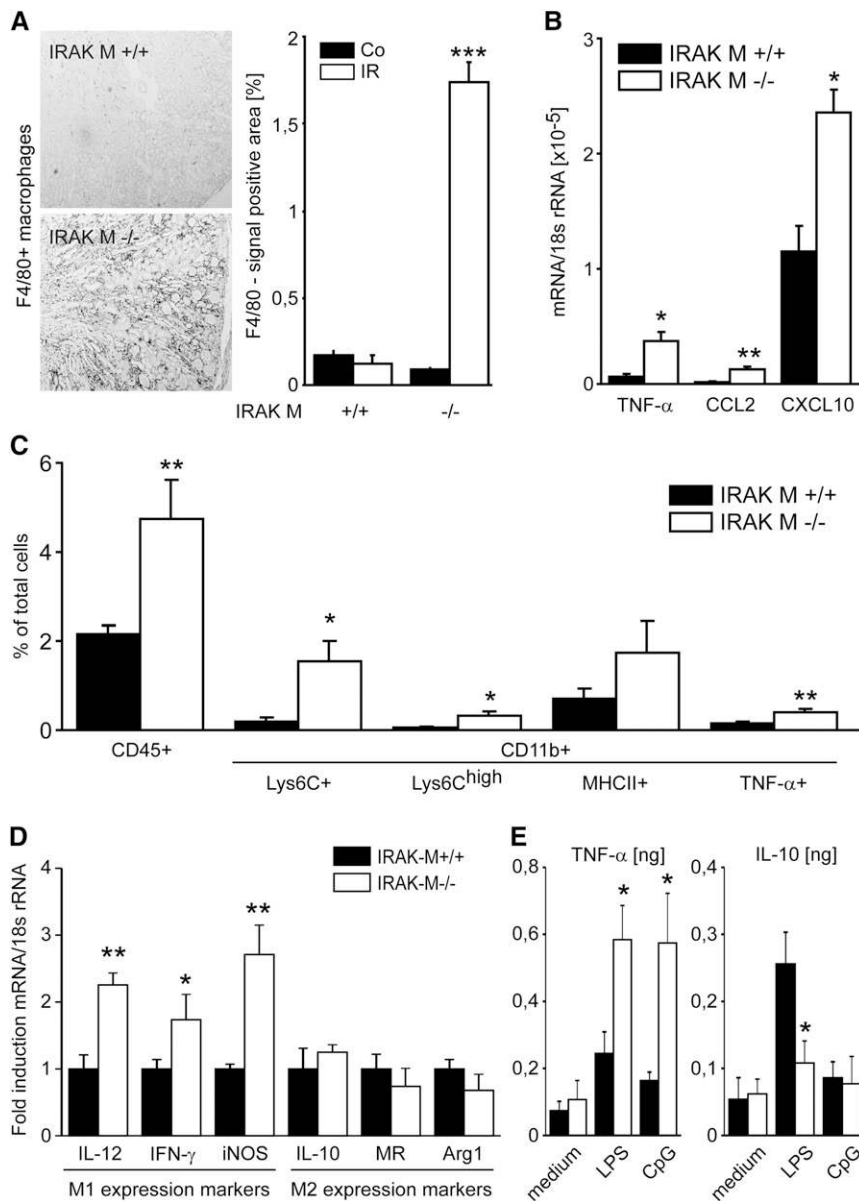 A
F4/80+ macrophages
IRAK M +/+
IRAK M -/-
F4/80 - signal positive area [%]
2
1,5
1
0,5
0
Co
IR
***
IRAK M +/+ -/-
B
mRNA/18s rRNA [x10-5]
3
2
1
0
IRAK M +/+
IRAK M -/-
* ** *
TNF-α CCL2 CXCL10
C
% of total cells
6
4
2
0
IRAK M +/+
IRAK M -/-
** * * **
CD45+ CD11b+
Lys6C+ Lys6Chigh MHCII+ TNF-α+
D
Fold induction mRNA/18s rRNA
4
3
2
1
0
IRAK-M+/+
IRAK-M-/-
** * **
IL-12 IFN-γ iNOS IL-10 MR Arg1
M1 expression markers M2 expression markers
E
TNF-α [ng]
0,8
0,6
0,4
0,2
0
* *
medium LPS CpG
IL-10 [ng]
0,4
0,3
0,2
0,1
0
*
medium LPS CpG